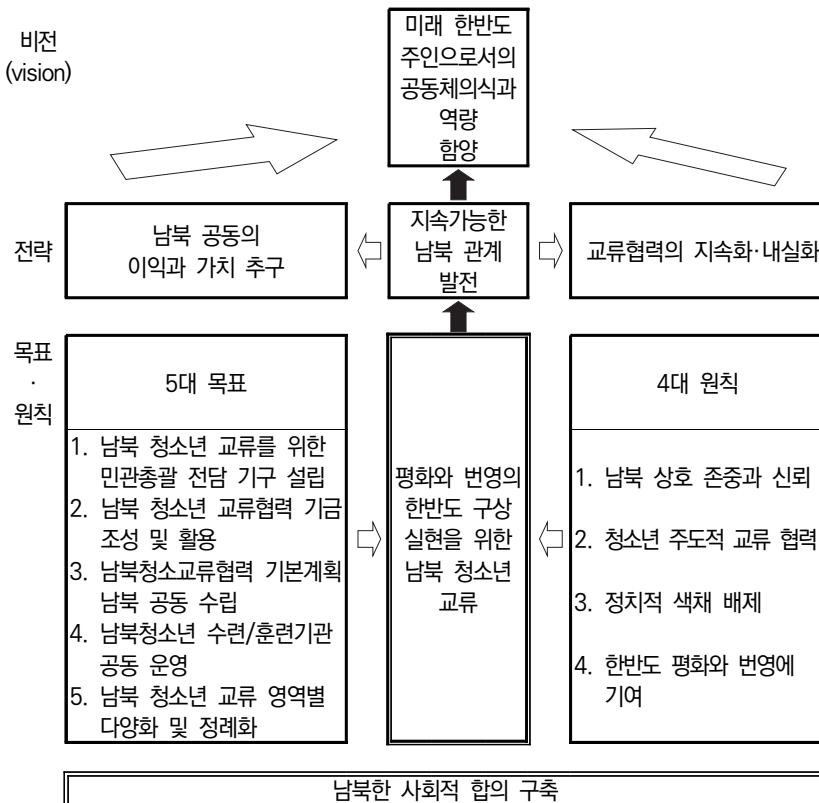 비전
(vision)
미래 한반도
주인으로서의
공동체의식과
역량
함양
전략
남북 공동의
이익과 가치 추구
지속가능한
남북 관계
발전
교류협력의 지속화·내실화
목표
·
원칙
5대 목표
1. 남북 청소년 교류를 위한
민관총괄 전담 기구 설립
2. 남북 청소년 교류협력 기금
조성 및 활용
3. 남북청소교류협력 기본계획
남북 공동 수립
4. 남북청소년 수련/훈련기관
공동 운영
5. 남북 청소년 교류 영역별
다양화 및 정례화
평화와 번영의
한반도 구상
실현을 위한
남북 청소년
교류
4대 원칙
1. 남북 상호 존중과 신뢰
2. 청소년 주도적 교류 협력
3. 정치적 색채 배제
4. 한반도 평화와 번영에
기여
남북한 사회적 합의 구축